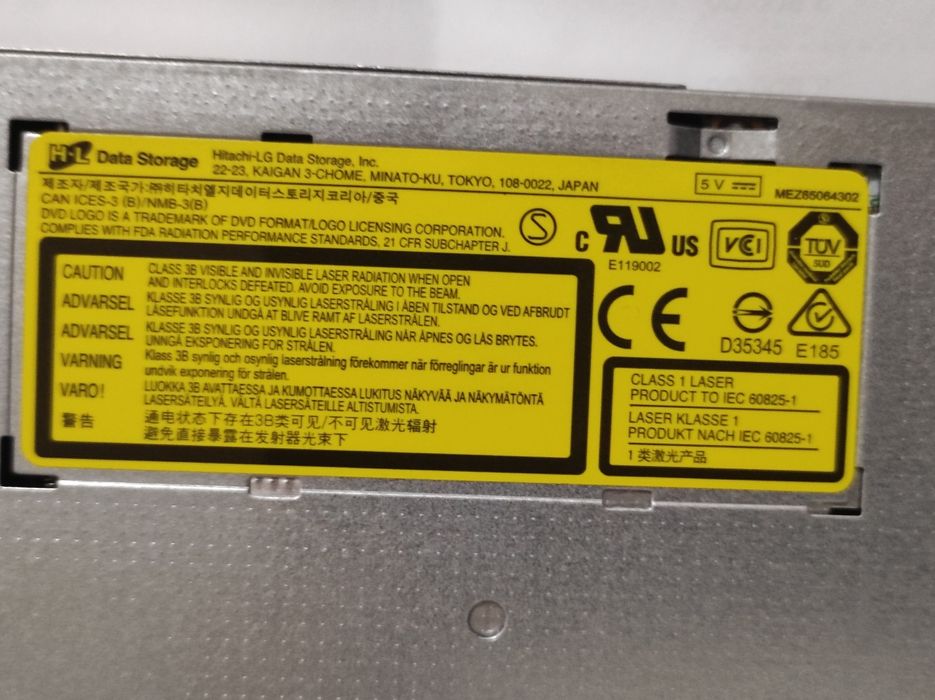 H·L Data Storage
Hitachi-LG Data Storage, Inc.
22-23, KAIGAN 3-CHOME, MINATO-KU, TOKYO, 108-0022, JAPAN
5 V
MEZ65064302
제조자/제조국가:㈜히타치엘지데이터스토리지코리아/중국
CAN ICES-3 (B)/NMB-3(B)
DVD LOGO IS A TRADEMARK OF DVD FORMAT/LOGO LICENSING CORPORATION.
COMPLIES WITH FDA RADIATION PERFORMANCE STANDARDS, 21 CFR SUBCHAPTER J.
S
C RU US
E119002
VCCI
TÜV
SUD
CE
D35345
E185
CAUTION CLASS 3B VISIBLE AND INVISIBLE LASER RADIATION WHEN OPEN
AND INTERLOCKS DEFEATED. AVOID EXPOSURE TO THE BEAM.
ADVARSEL KLASSE 3B SYNLIG OG USYNLIG LASERSTRÅLING I ÅBEN TILSTAND OG VED AFBRUDT
LÅSEFUNKTION UNDGÅ AT BLIVE RAMT AF LASERSTRÅLEN.
ADVARSEL KLASSE 3B SYNLIG OG USYNLIG LASERSTRÅLING NÅR ÅPNES OG LÅS BRYTES.
UNNGÅ EKSPONERING FOR STRÅLEN.
VARNING Klass 3B synlig och osynlig laserstrålning förekommer när förreglingar är ur funktion
undvik exponering för strålen.
VARO! LUOKKA 3B AVATTAESSA JA KUMOTTAESSA LUKITUS NÄKYVÄÄ JA NÄKYMÄTÖNTÄ
LASERSÄTEILYÄ. VÄLTÄ LASERSÄTEILLE ALTISTUMISTA.
警告 通电状态下存在3B类可见/不可见激光辐射
避免直接暴露在发射器光束下
CLASS 1 LASER
PRODUCT TO IEC 60825-1
LASER KLASSE 1
PRODUKT NACH IEC 60825-1
1 类激光产品